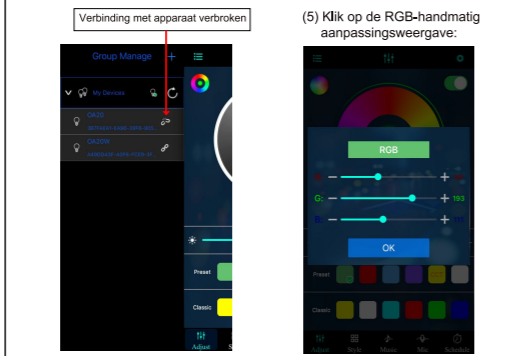 Verbinding met apparaat verbroken
Group Manage +
My Devices
OA20
OA20W
Preset
Classic
Adjust
(5) Klik op de RGB-handmatig
aanpassingsweergave:
RGB
G: 193
B:
OK
Preset
Classic
Adjust Style Music Mic Schedule